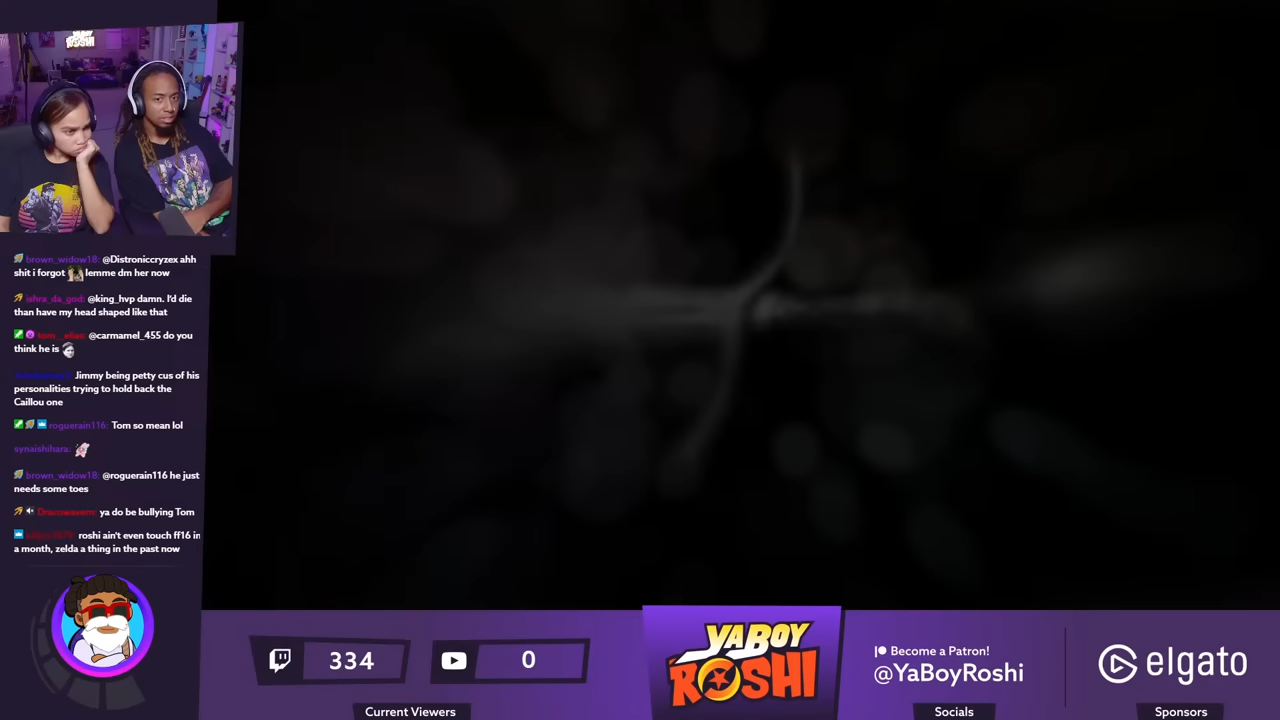 ROSHI
brown_widow18: @Distroniccryzex ahh
shit i forgot lemme dm her now
ishra_da_god: @king_hvp damn. I'd die
than have my head shaped like that
@carmamel_455 do you
think he is
Jimmy being petty cus of his
personalities trying to hold back the
Caillou one
roguerain116: Tom so mean lol
synaishihara:
brown_widow18: @roguerain116 he just
needs some toes
ya do be bullying Tom
roshi ain't even touch ff16 in
a month, zelda a thing in the past now
334
0
Current Viewers
YABOY
ROSHI
Become a Patron!
@YaBoyRoshi
Socials
elgato
Sponsors